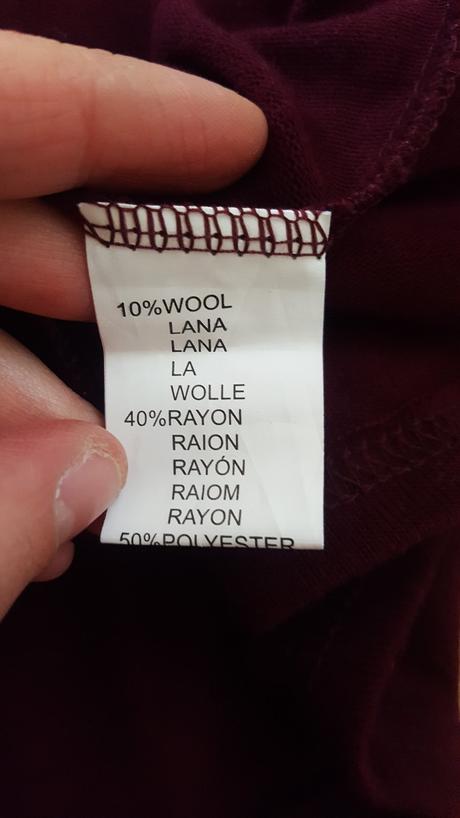 10%WOOL
LANA
LANA
LA
WOLLE
40%RAYON
RAION
RAYÓN
RAIOM
RAYON
50%POLYESTER